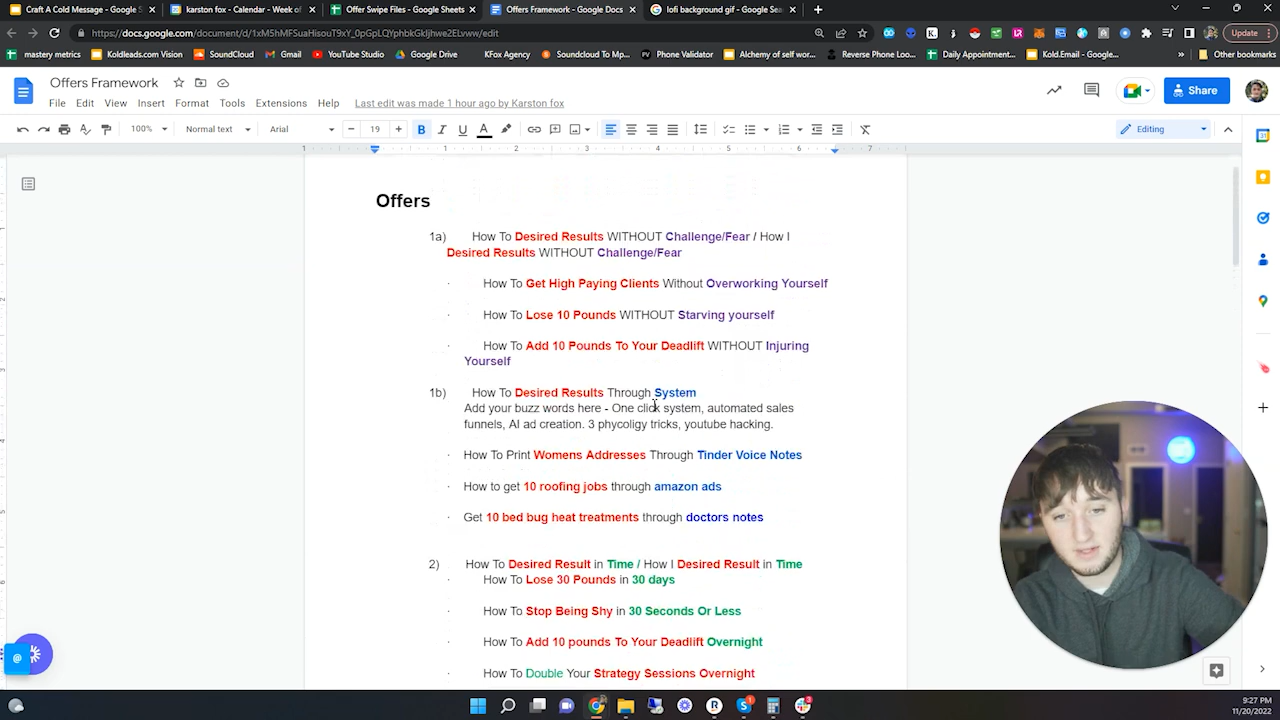 Craft A Cold Message - Google S
karston fox - Calendar - Week of
Offer Swipe Files - Google Sheets
Offers Framework - Google Docs
lofi background gif - Google Sea
Update
https://docs.google.com/document/d/1xM5hMFSuaHisouT9xY_0pGpLQYphbkGkIjhwe2ELvww/edit
mastery metrics
Koldleads.com Vision
SoundCloud
Gmail
YouTube Studio
Google Drive
KFox Agency
Soundcloud To Mp...
Phone Validator
Alchemy of self wor...
Reverse Phone Loo...
Daily Appointment...
Kold.Email - Google...
Other bookmarks
Offers Framework
File Edit View Insert Format Tools Extensions Help
Last edit was made 1 hour ago by Karston fox
Share
100%
Normal text
Arial
19
Editing
1 1 2 3 4 5 6 7
Offers
1a) How To Desired Results WITHOUT Challenge/Fear / How I
Desired Results WITHOUT Challenge/Fear
· How To Get High Paying Clients Without Overworking Yourself
· How To Lose 10 Pounds WITHOUT Starving yourself
· How To Add 10 Pounds To Your Deadlift WITHOUT Injuring
Yourself
1b) How To Desired Results Through System
Add your buzz words here - One click system, automated sales
funnels, AI ad creation. 3 phycoligy tricks, youtube hacking.
· How To Print Womens Addresses Through Tinder Voice Notes
· How to get 10 roofing jobs through amazon ads
· Get 10 bed bug heat treatments through doctors notes
2) How To Desired Result in Time / How I Desired Result in Time
· How To Lose 30 Pounds in 30 days
· How To Stop Being Shy in 30 Seconds Or Less
· How To Add 10 pounds To Your Deadlift Overnight
· How To Double Your Strategy Sessions Overnight
9:27 PM
11/20/2022